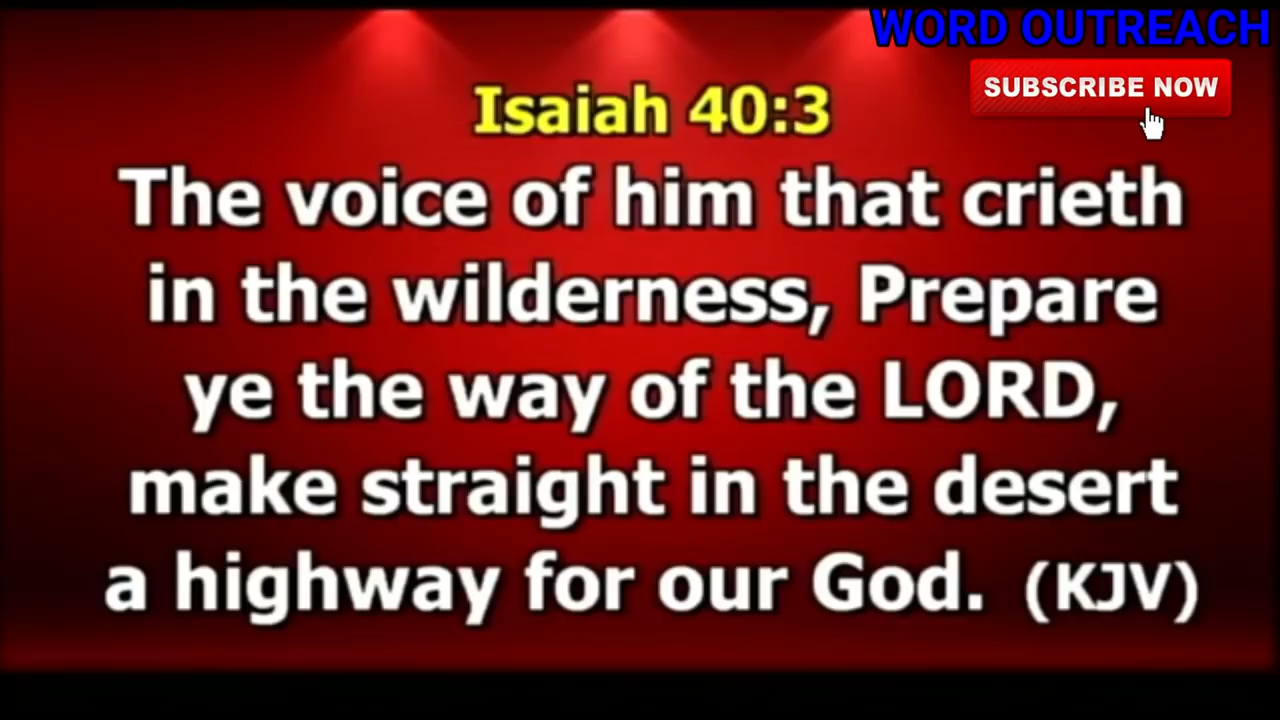 WORD OUTREACH
SUBSCRIBE NOW
Isaiah 40:3
The voice of him that crieth
in the wilderness, Prepare
ye the way of the LORD,
make straight in the desert
a highway for our God. (KJV)